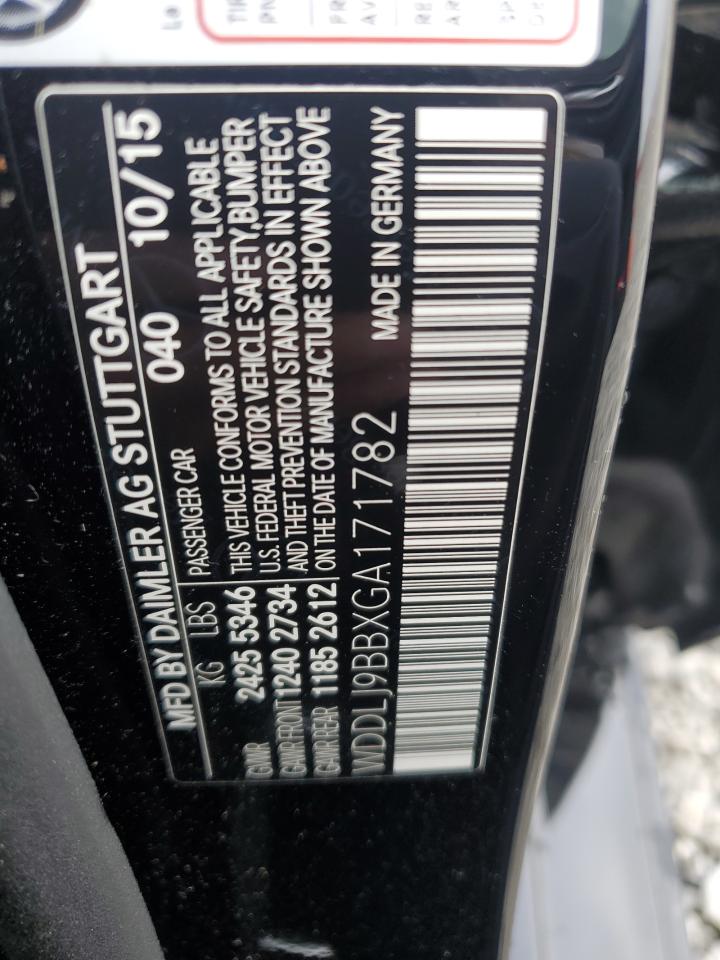 MFD BY DAIMLER AG STUTTGART
040 10/15
KG LBS PASSENGER CAR
GVWR 2425 5346
GAWR FRONT 1240 2734
GAWR REAR 1185 2612
THIS VEHICLE CONFORMS TO ALL APPLICABLE
U.S. FEDERAL MOTOR VEHICLE SAFETY,BUMPER
AND THEFT PREVENTION STANDARDS IN EFFECT
ON THE DATE OF MANUFACTURE SHOWN ABOVE
WDDLJ9BBXGA171782 MADE IN GERMANY